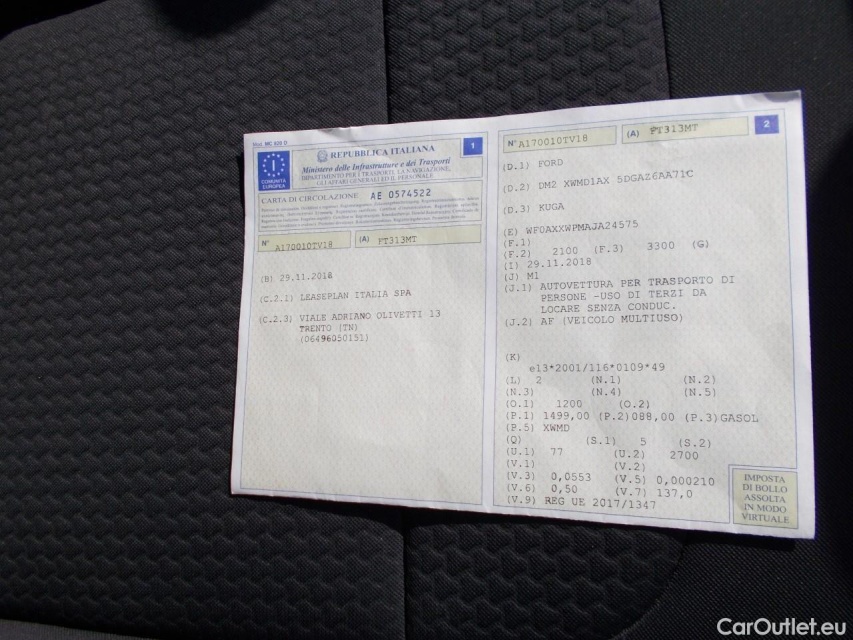 Mod. MC 820 D
REPUBBLICA ITALIANA
1
Ministero delle Infrastrutture e dei Trasporti
DIPARTIMENTO PER I TRASPORTI, LA NAVIGAZIONE,
GLI AFFARI GENERALI ED IL PERSONALE
I
COMUNITÀ
EUROPEA
CARTA DI CIRCOLAZIONE AE 0574522
N° A170010TV18 (A) FT313MT
(B) 29.11.2018
(C.2.1) LEASEPLAN ITALIA SPA
(C.2.3) VIALE ADRIANO OLIVETTI 13
TRENTO (TN)
(D6496050151)
N° A170010TV18 (A) FT313MT 2
(D.1) FORD
(D.2) DM2 XWMD1AX 5DGAZ6AA71C
(D.3) KUGA
(E) WF0AXXWPMAJA24575
(F.1)
(F.2) 2100 (F.3) 3300 (G)
(I) 29.11.2018
(J) M1
(J.1) AUTOVETTURA PER TRASPORTO DI
PERSONE -USO DI TERZI DA
LOCARE SENZA CONDUC.
(J.2) AF (VEICOLO MULTIUSO)
(K)
e13*2001/116*0109*49
(L) 2 (N.1) (N.2)
(N.3) (N.4) (N.5)
(O.1) 1200 (O.2)
(P.1) 1499,00 (P.2)088,00 (P.3)GASOL
(P.5) XWMD
(Q) (S.1) 5 (S.2)
(U.1) 77 (U.2) 2700
(V.1) (V.2)
(V.3) 0,0553 (V.5) 0,000210
(V.6) 0,50 (V.7) 137,0
(V.9) REG UE 2017/1347
IMPOSTA
DI BOLLO
ASSOLTA
IN MODO
VIRTUALE
CarOutlet.eu